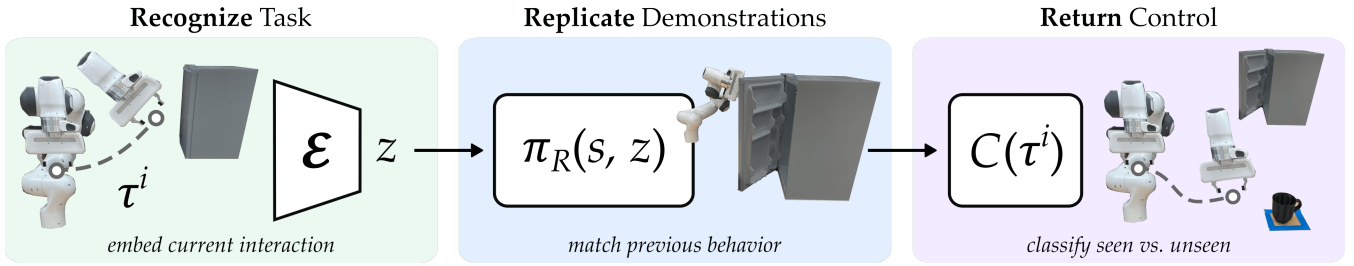 Recognize Task
τ^i
ℰ
z
embed current interaction
Replicate Demonstrations
π_R(s, z)
match previous behavior
Return Control
C(τ^i)
classify seen vs. unseen